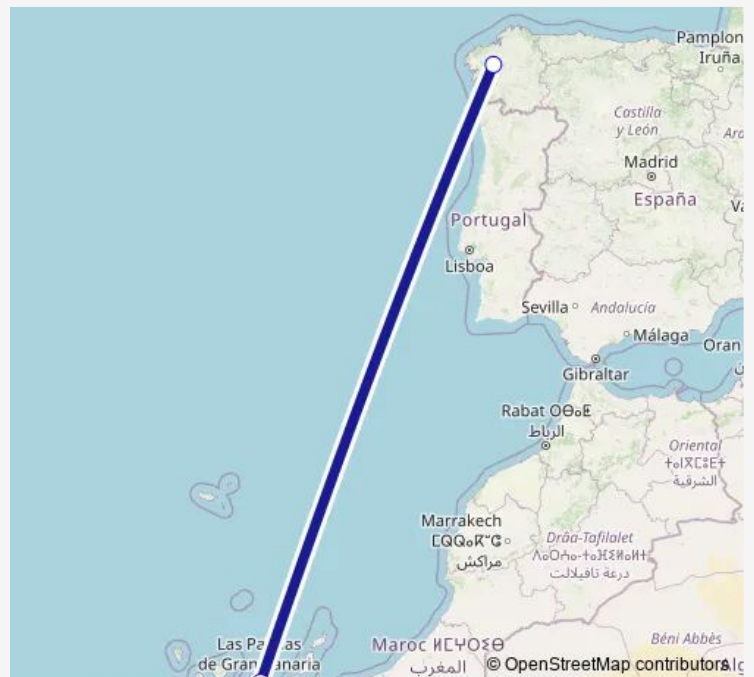 Pamplon
Iruña
Castilla
y León
Ara
Madrid
España
Va
Portugal
Lisboa
Sevilla
Andalucía
Málaga
Oran
Gibraltar
Rabat ⵔⴱⴰⵟ
الرباط
Oriental
ⵜⴰⵏⴳⵎⵓⴹⵜ
الشرقية
Marrakech
مراكش
Drâa-Tafilalet
درعة تافيلالت
Las Palmas
de Gran Canaria
Maroc ⵍⵎⵖⵔⵉⴱ
المغرب
Béni Abbès
© OpenStreetMap contributors